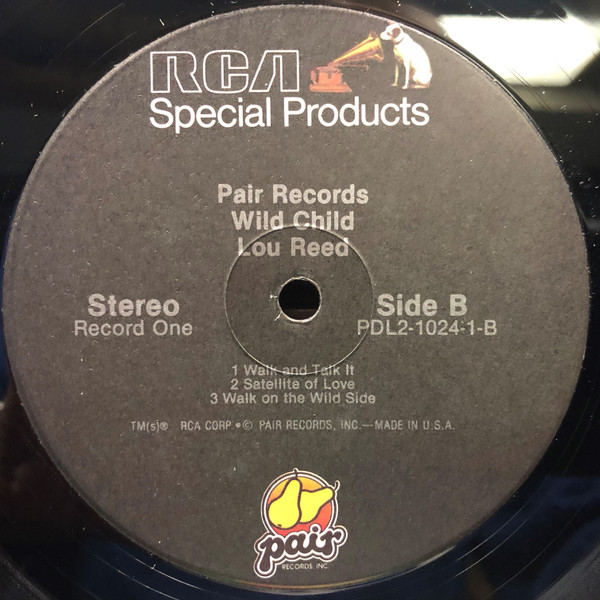 RCA
Special Products
Pair Records
Wild Child
Lou Reed
Stereo
Side B
Record One
PDL2-1024-1-B
1 Walk and Talk It
2 Satellite of Love
3 Walk on the Wild Side
TM(s)® RCA CORP.•© PAIR RECORDS, INC.—MADE IN U.S.A.
pair
RECORDS INC